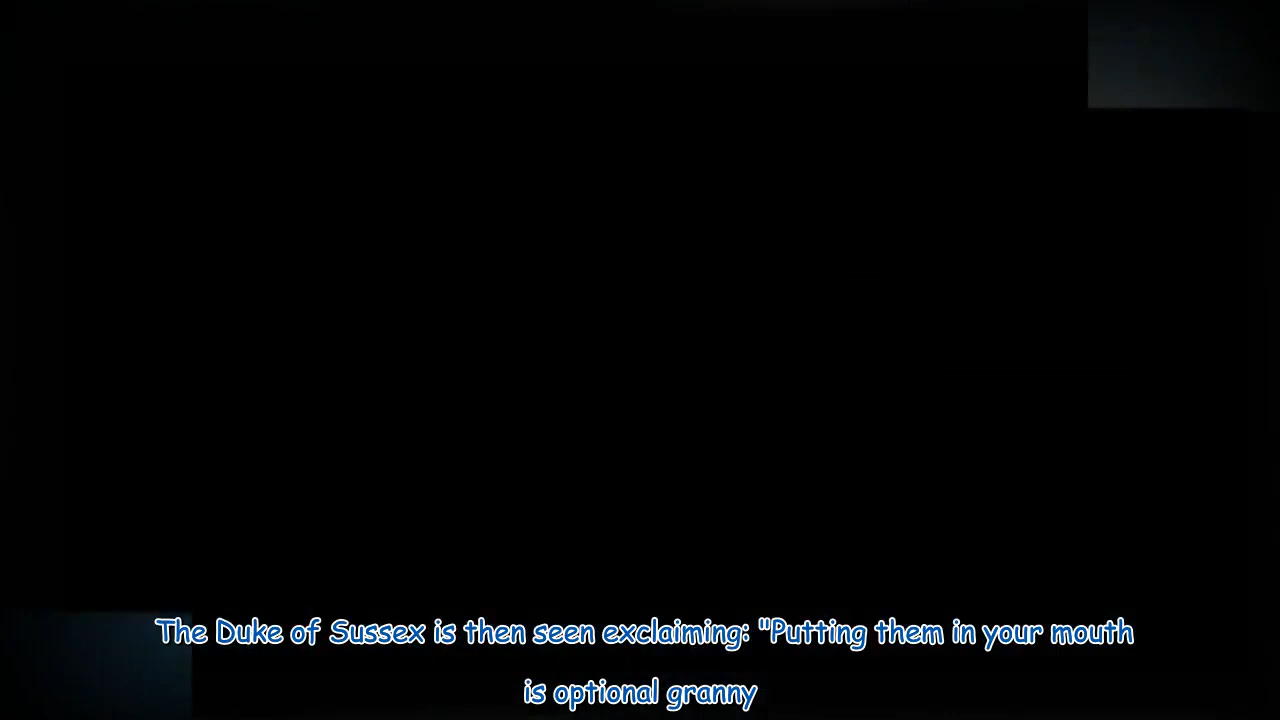 The Duke of Sussex is then seen exclaiming: "Putting them in your mouth
is optional granny